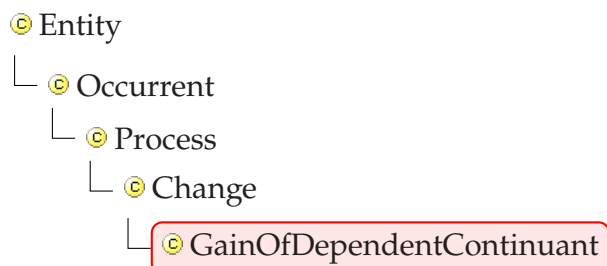 © Entity
© Occurrent
© Process
© Change
© GainOfDependentContinuant